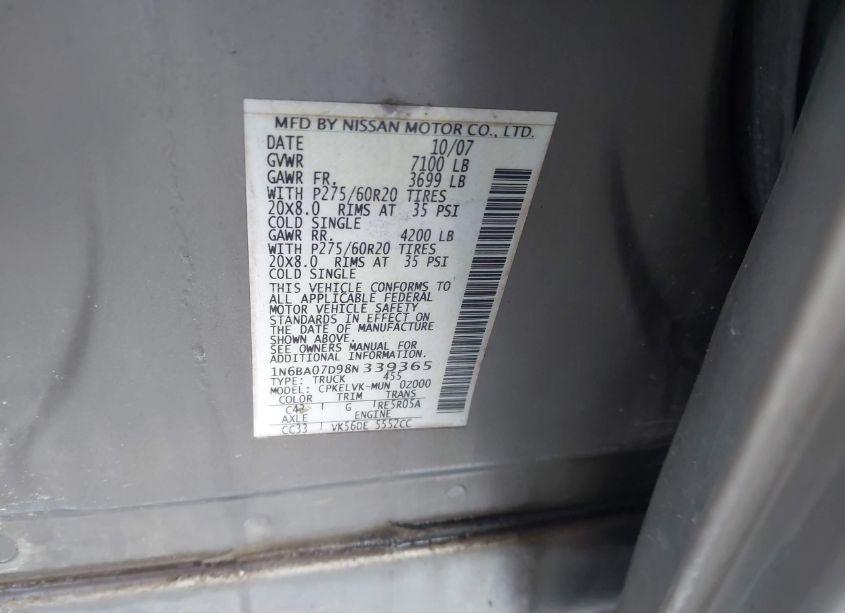 MFD BY NISSAN MOTOR CO., LTD.
DATE 10/07
GVWR 7100 LB
GAWR FR. 3699 LB
WITH P275/60R20 TIRES
20X8.0 RIMS AT 35 PSI
COLD SINGLE
GAWR RR. 4200 LB
WITH P275/60R20 TIRES
20X8.0 RIMS AT 35 PSI
COLD SINGLE
THIS VEHICLE CONFORMS TO
ALL APPLICABLE FEDERAL
MOTOR VEHICLE SAFETY
STANDARDS IN EFFECT ON
THE DATE OF MANUFACTURE
SHOWN ABOVE.
SEE OWNERS MANUAL FOR
ADDITIONAL INFORMATION.
1N6BA07D98N 339365
TYPE: TRUCK 455
MODEL: CPKELVK-MUN 02000
COLOR TRIM TRANS
G RE5R05A
AXLE ENGINE
CC33 VK56DE 5552CC